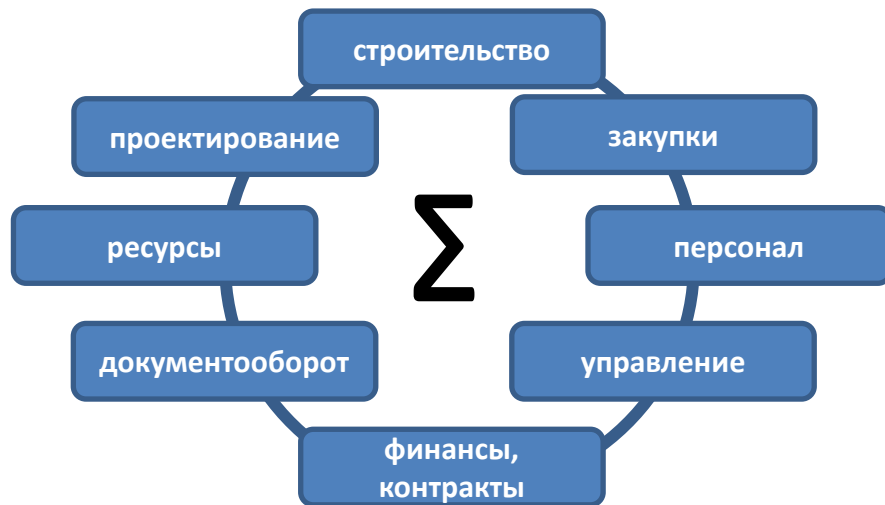 строительство
проектирование
закупки
Σ
ресурсы
персонал
документооборот
управление
финансы,
контракты